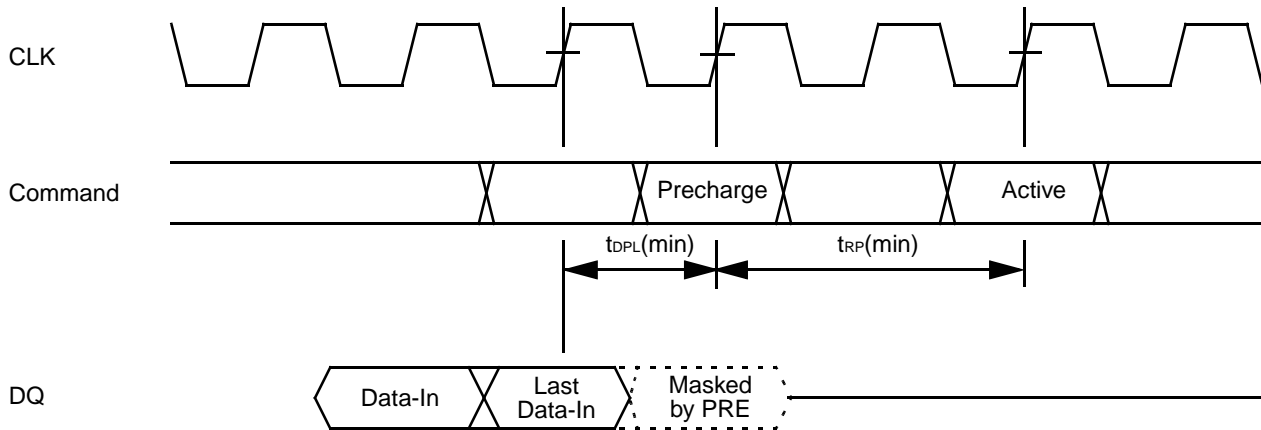 CLK
Command
Precharge
Active
tDPL(min)
tRP(min)
DQ
Data-In
Last
Data-In
Masked
by PRE